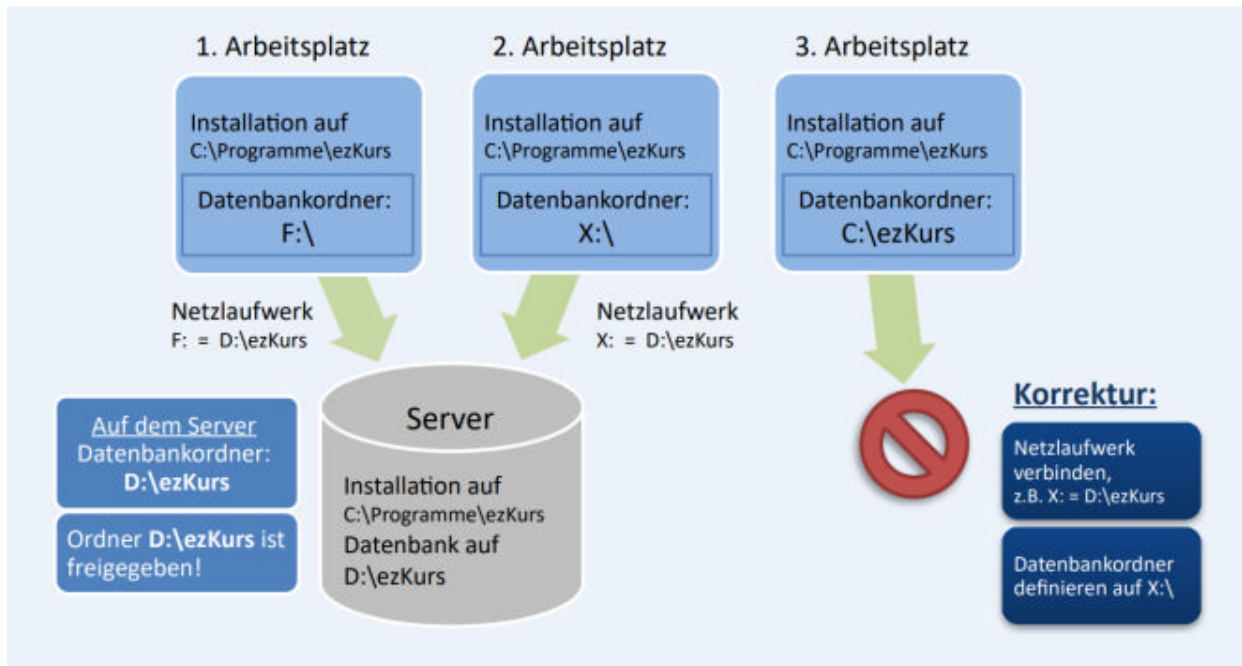 1. Arbeitsplatz
Installation auf
C:\Programme\ezKurs
Datenbankordner:
F:\
2. Arbeitsplatz
Installation auf
C:\Programme\ezKurs
Datenbankordner:
X:\
3. Arbeitsplatz
Installation auf
C:\Programme\ezKurs
Datenbankordner:
C:\ezKurs
Netzlaufwerk
F: = D:\ezKurs
Netzlaufwerk
X: = D:\ezKurs
Auf dem Server
Datenbankordner:
D:\ezKurs
Ordner D:\ezKurs ist
freigegeben!
Server
Installation auf
C:\Programme\ezKurs
Datenbank auf
D:\ezKurs
Korrektur:
Netzlaufwerk
verbinden,
z.B. X: = D:\ezKurs
Datenbankordner
definieren auf X:\